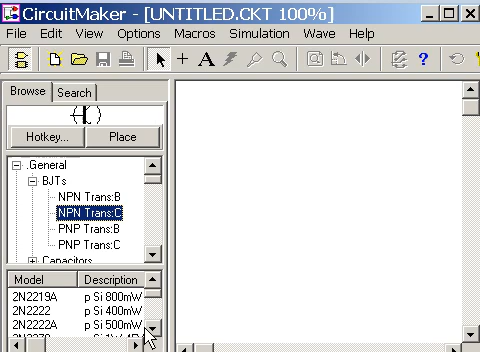 CircuitMaker - [UNTITLED.CKT 100%]
File Edit View Options Macros Simulation Wave Help
A ?
Browse Search
Hotkey... Place
.General
BJTs
NPN Trans:B
NPN Trans:C
PNP Trans:B
PNP Trans:C
Capacitors
Model Description
2N2219A p Si 800mW
2N2222 p Si 400mW
2N2222A p Si 500mW